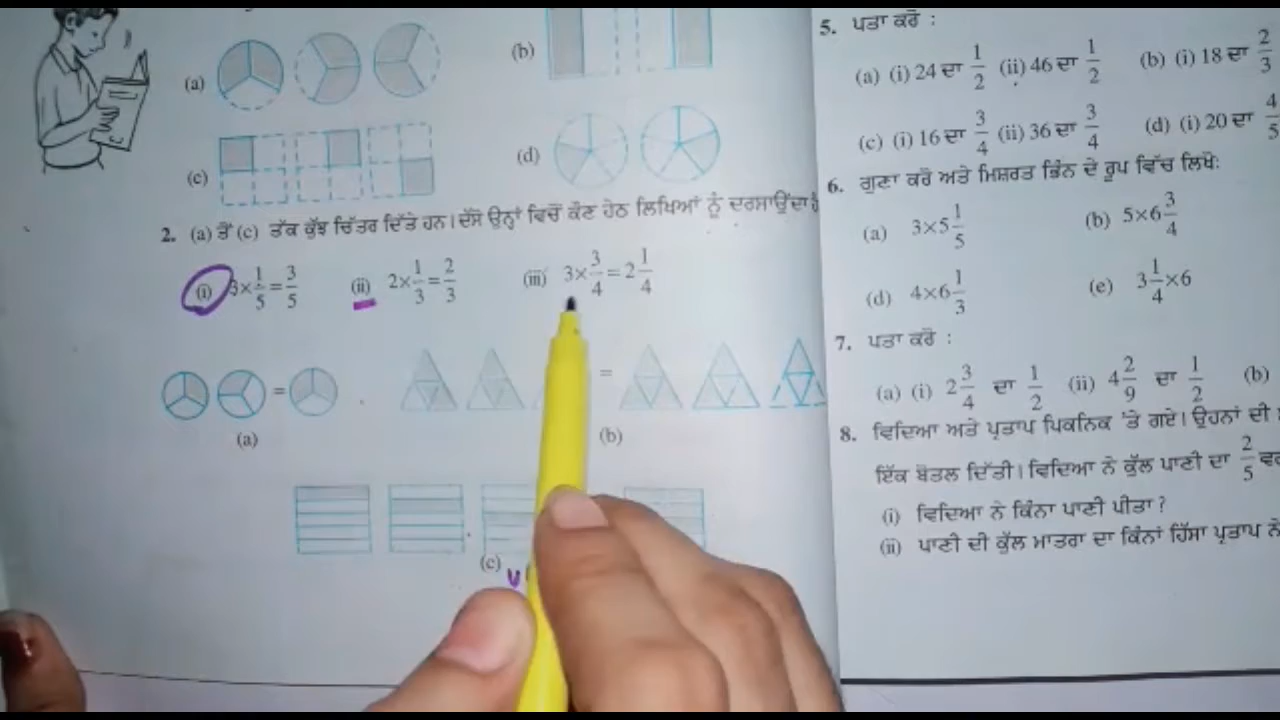 (a)
(b)
(c)
(d)
2. (a) ਤੋਂ (c) ਤੱਕ ਕੁੱਝ ਚਿੱਤਰ ਦਿੱਤੇ ਹਨ। ਦੱਸੋ ਉਨ੍ਹਾਂ ਵਿਚੋਂ ਕੌਣ ਹੇਠ ਲਿਖਿਆਂ ਨੂੰ ਦਰਸਾਉਂਦਾ ਹੈ
(i) 3×1/5=3/5 (ii) 2×1/3=2/3 (iii) 3×3/4=2 1/4
= =
(a) (b)
(c)
5. ਪਤਾ ਕਰੋ :
(a) (i) 24 ਦਾ 1/2 (ii) 46 ਦਾ 1/2 (b) (i) 18 ਦਾ 2/3
(c) (i) 16 ਦਾ 3/4 (ii) 36 ਦਾ 3/4 (d) (i) 20 ਦਾ 4/5
6. ਗੁਣਾ ਕਰੋ ਅਤੇ ਮਿਸ਼ਰਤ ਭਿੰਨ ਦੇ ਰੂਪ ਵਿੱਚ ਲਿਖੋ:
(a) 3×5 1/5 (b) 5×6 3/4
(d) 4×6 1/3 (e) 3 1/4×6
7. ਪਤਾ ਕਰੋ :
(a) (i) 2 3/4 ਦਾ 1/2 (ii) 4 2/9 ਦਾ 1/2 (b)
8. ਵਿਦਿਆ ਅਤੇ ਪ੍ਰਤਾਪ ਪਿਕਨਿਕ 'ਤੇ ਗਏ। ਉਹਨਾਂ ਦੀ
ਇੱਕ ਬੋਤਲ ਦਿੱਤੀ। ਵਿਦਿਆ ਨੇ ਕੁੱਲ ਪਾਣੀ ਦਾ 2/5
(i) ਵਿਦਿਆ ਨੇ ਕਿੰਨਾ ਪਾਣੀ ਪੀਤਾ ?
(ii) ਪਾਣੀ ਦੀ ਕੁੱਲ ਮਾਤਰਾ ਦਾ ਕਿੰਨਾਂ ਹਿੱਸਾ ਪ੍ਰਤਾਪ ਨੇ